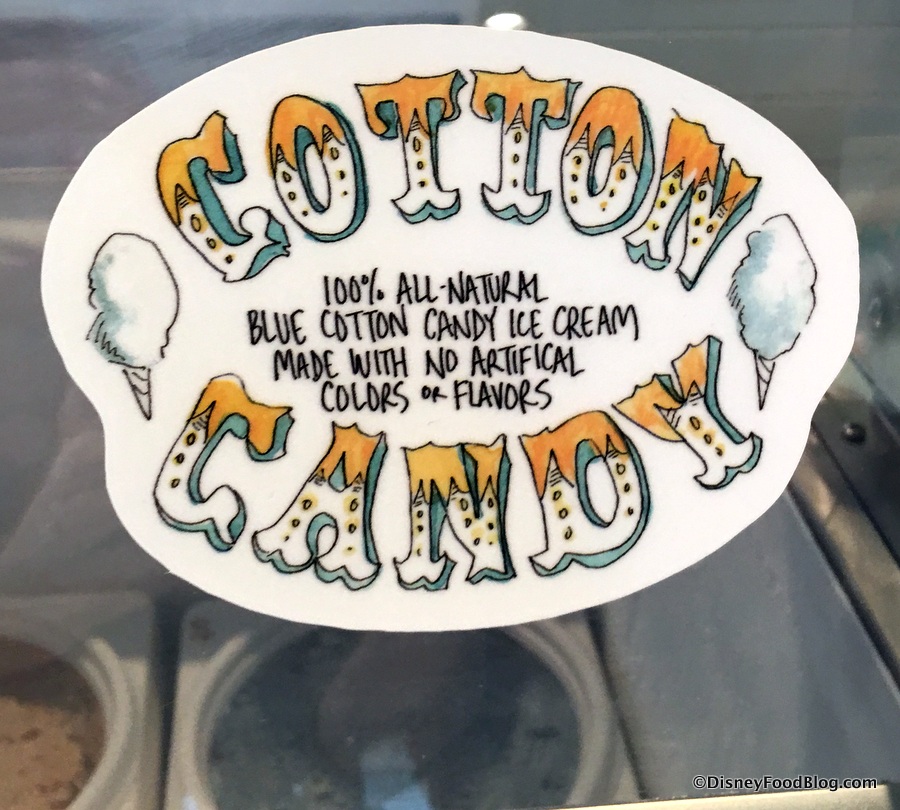 COTTON
100% ALL-NATURAL
BLUE COTTON CANDY ICE CREAM
MADE WITH NO ARTIFICAL
COLORS OR FLAVORS
CANDY
©DisneyFoodBlog.com